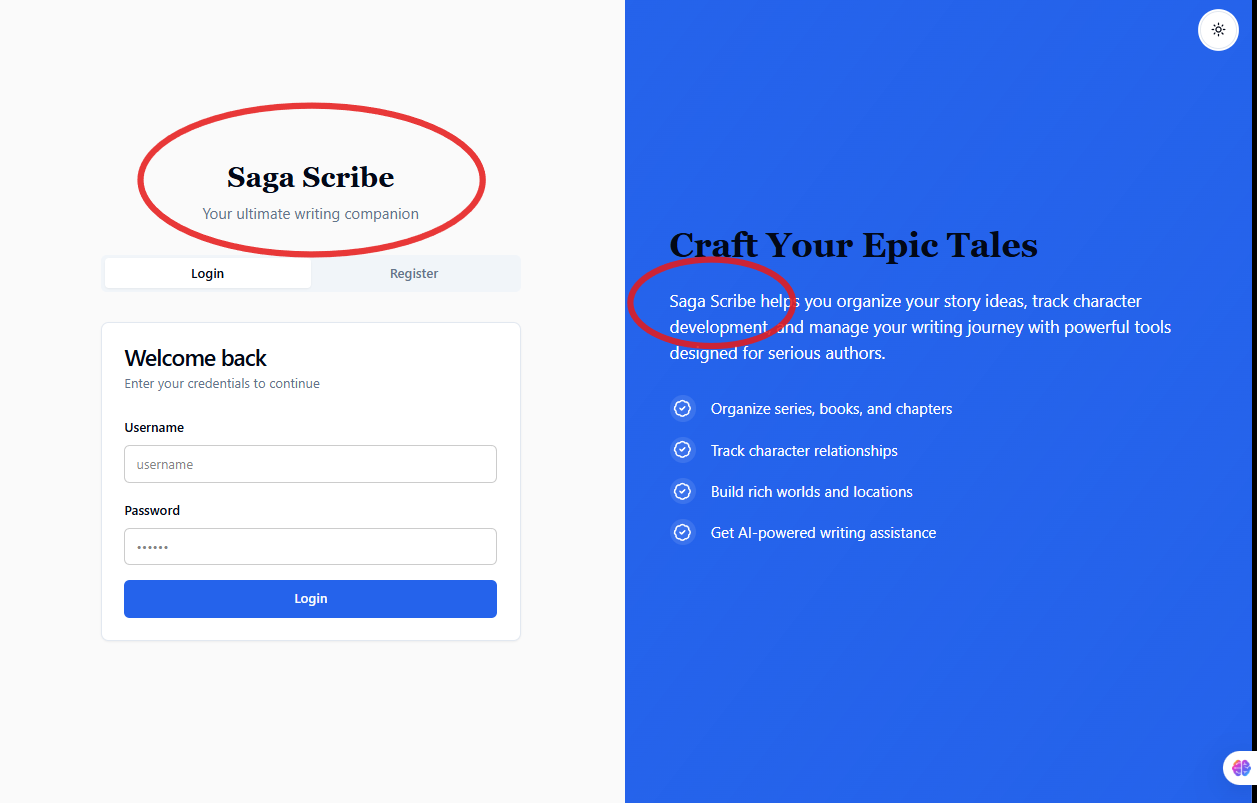 Saga Scribe
Your ultimate writing companion
Login
Register
Welcome back
Enter your credentials to continue
Username
username
Password
••••••
Login
Craft Your Epic Tales
Saga Scribe helps you organize your story ideas, track character
development, and manage your writing journey with powerful tools
designed for serious authors.
Organize series, books, and chapters
Track character relationships
Build rich worlds and locations
Get AI-powered writing assistance